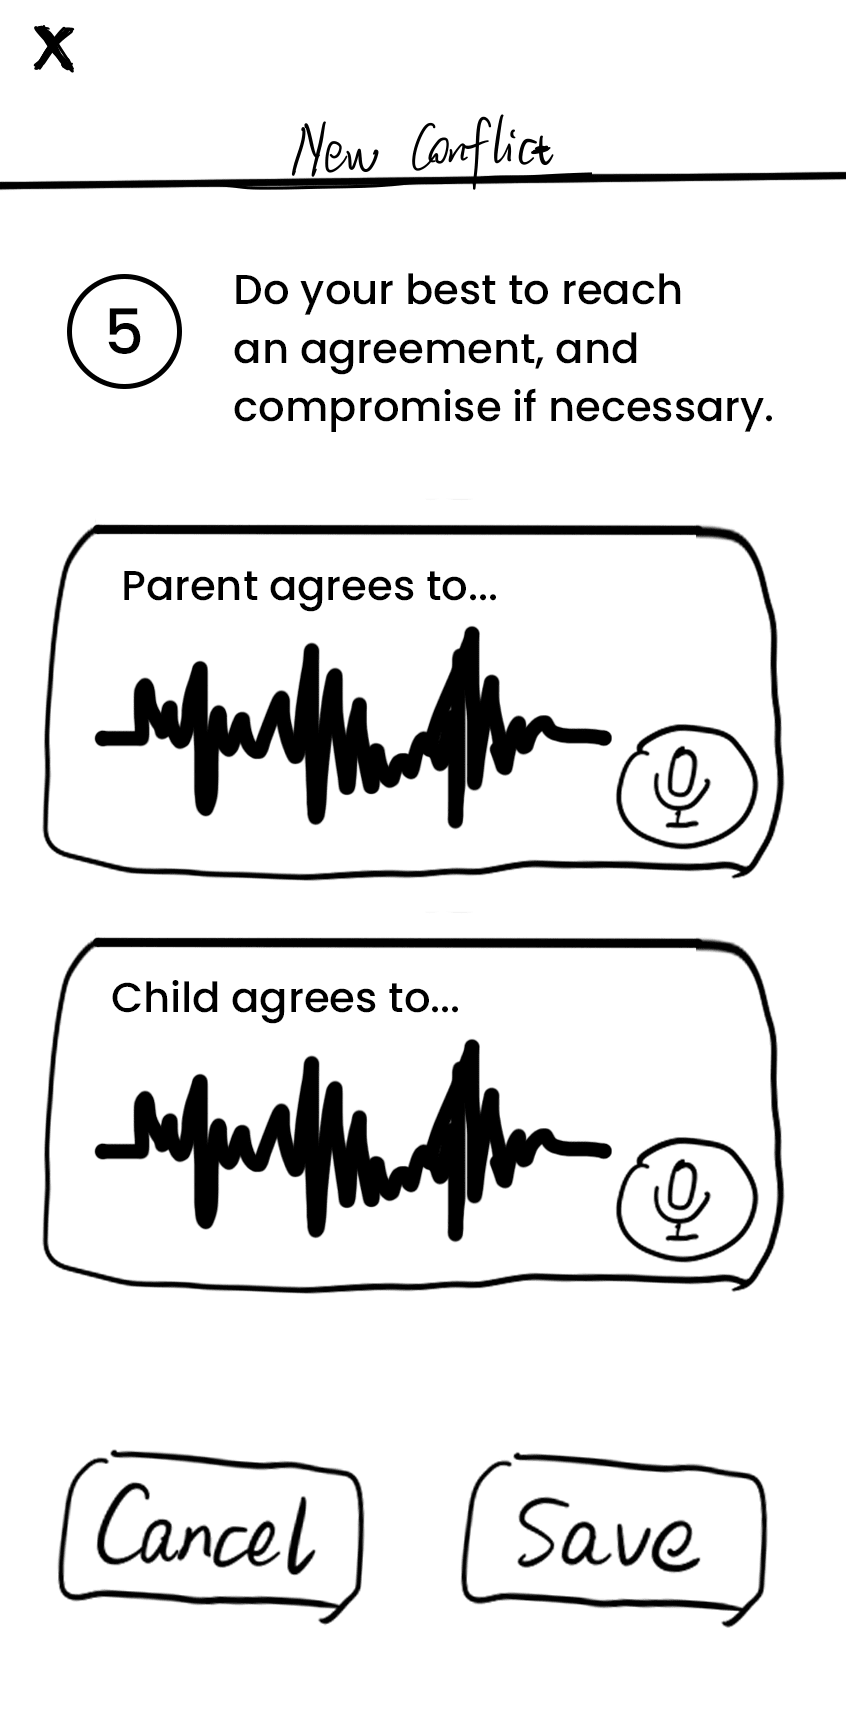 X
New Conflict
5
Do your best to reach
an agreement, and
compromise if necessary.
Parent agrees to...
Child agrees to...
Cancel
Save